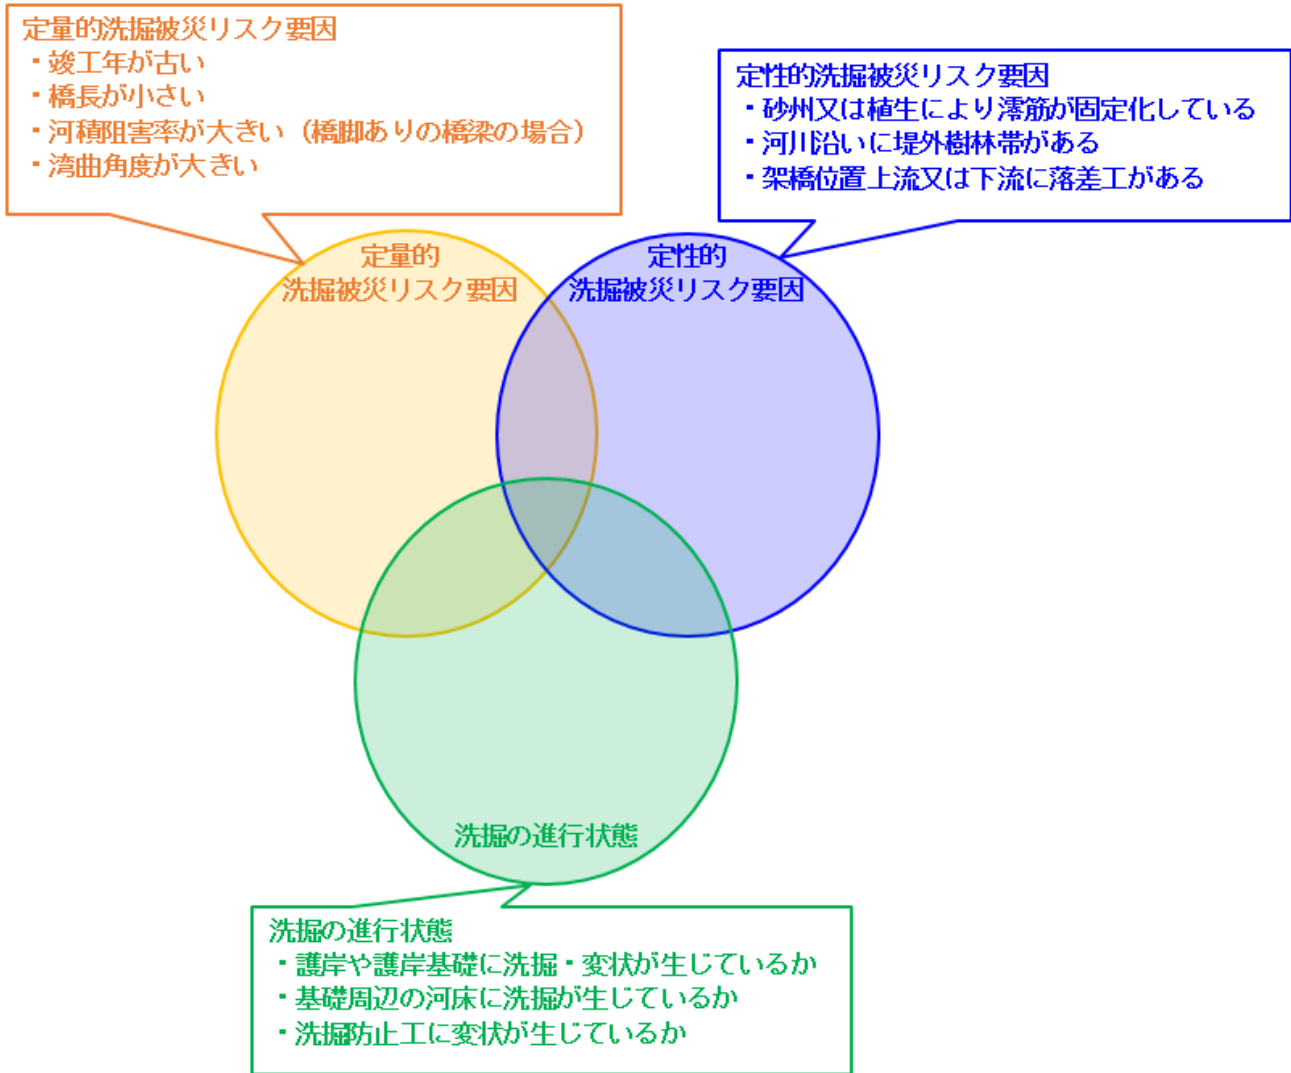 定量的洗掘被災リスク要因
・竣工年が古い
・橋長が小さい
・河積阻害率が大きい（橋脚ありの橋梁の場合）
・湾曲角度が大きい
定性的洗掘被災リスク要因
・砂州又は植生により澪筋が固定化している
・河川沿いに堤外樹林帯がある
・架橋位置上流又は下流に落差工がある
定量的
洗掘被災リスク要因
定性的
洗掘被災リスク要因
洗掘の進行状態
洗掘の進行状態
・護岸や護岸基礎に洗掘・変状が生じているか
・基礎周辺の河床に洗掘が生じているか
・洗掘防止工に変状が生じているか